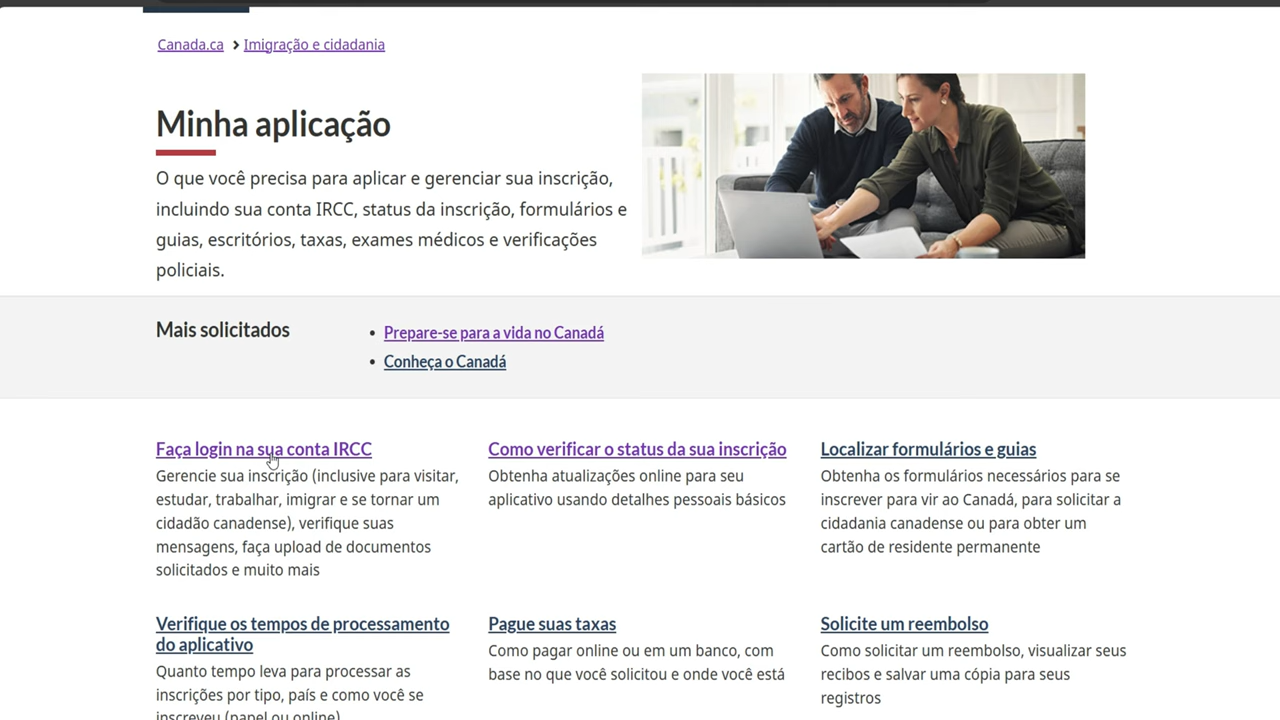 Canada.ca > Imigração e cidadania
Minha aplicação
O que você precisa para aplicar e gerenciar sua inscrição,
incluindo sua conta IRCC, status da inscrição, formulários e
guias, escritórios, taxas, exames médicos e verificações
policiais.
Mais solicitados
• Prepare-se para a vida no Canadá
• Conheça o Canadá
Faça login na sua conta IRCC
Gerencie sua inscrição (inclusive para visitar,
estudar, trabalhar, imigrar e se tornar um
cidadão canadense), verifique suas
mensagens, faça upload de documentos
solicitados e muito mais
Como verificar o status da sua inscrição
Obtenha atualizações online para seu
aplicativo usando detalhes pessoais básicos
Localizar formulários e guias
Obtenha os formulários necessários para se
inscrever para vir ao Canadá, para solicitar a
cidadania canadense ou para obter um
cartão de residente permanente
Verifique os tempos de processamento
do aplicativo
Quanto tempo leva para processar as
inscrições por tipo, país e como você se
inscreveu (papel ou online)
Pague suas taxas
Como pagar online ou em um banco, com
base no que você solicitou e onde você está
Solicite um reembolso
Como solicitar um reembolso, visualizar seus
recibos e salvar uma cópia para seus
registros